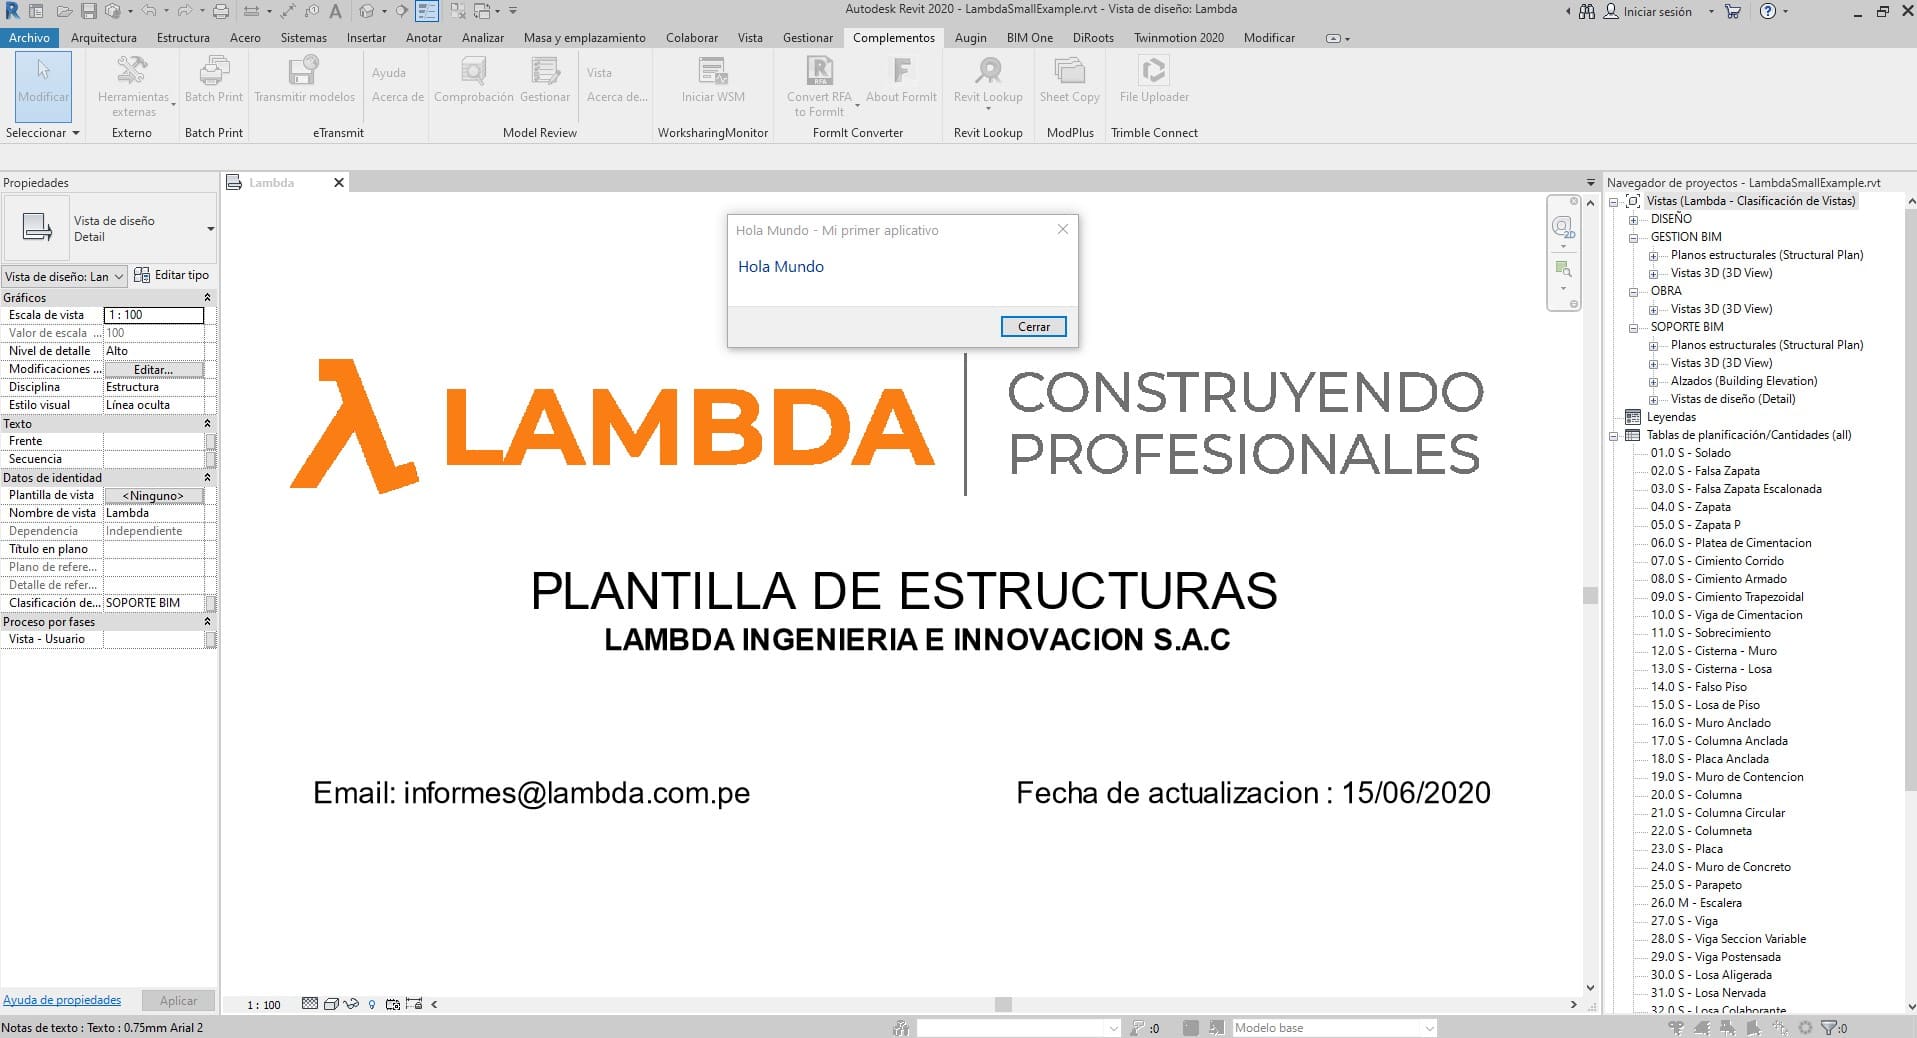 Autodesk Revit 2020 - LambdaSmallExample.rvt - Vista de diseño: Lambda
Iniciar sesión
Archivo Arquitectura Estructura Acero Sistemas Insertar Anotar Analizar Masa y emplazamiento Colaborar Vista Gestionar Complementos Augin BIM One DiRoots Twinmotion 2020 Modificar
Modificar
Herramientas externas
Batch Print
Transmitir modelos
Ayuda
Acerca de
Comprobación
Gestionar
Vista
Acerca de...
Iniciar WSM
Convert RFA to FormIt
About FormIt
Revit Lookup
Sheet Copy
File Uploader
Seleccionar
Externo
Batch Print
eTransmit
Model Review
WorksharingMonitor
FormIt Converter
Revit Lookup
ModPlus
Trimble Connect
Propiedades
Vista de diseño
Detail
Vista de diseño: Lan
Editar tipo
Gráficos
Escala de vista 1 : 100
Valor de escala ... 100
Nivel de detalle Alto
Modificaciones ... Editar...
Disciplina Estructura
Estilo visual Línea oculta
Texto
Frente
Secuencia
Datos de identidad
Plantilla de vista <Ninguno>
Nombre de vista Lambda
Dependencia Independiente
Título en plano
Plano de refere...
Detalle de refer...
Clasificación de... SOPORTE BIM
Proceso por fases
Vista - Usuario
Ayuda de propiedades
Aplicar
Lambda
Hola Mundo - Mi primer aplicativo
Hola Mundo
Cerrar
2D
λ LAMBDA
CONSTRUYENDO
PROFESIONALES
PLANTILLA DE ESTRUCTURAS
LAMBDA INGENIERIA E INNOVACION S.A.C
Email: informes@lambda.com.pe
Fecha de actualizacion : 15/06/2020
1 : 100
Navegador de proyectos - LambdaSmallExample.rvt
Vistas (Lambda - Clasificación de Vistas)
DISEÑO
GESTION BIM
Planos estructurales (Structural Plan)
Vistas 3D (3D View)
OBRA
Vistas 3D (3D View)
SOPORTE BIM
Planos estructurales (Structural Plan)
Vistas 3D (3D View)
Alzados (Building Elevation)
Vistas de diseño (Detail)
Leyendas
Tablas de planificación/Cantidades (all)
01.0 S - Solado
02.0 S - Falsa Zapata
03.0 S - Falsa Zapata Escalonada
04.0 S - Zapata
05.0 S - Zapata P
06.0 S - Platea de Cimentacion
07.0 S - Cimiento Corrido
08.0 S - Cimiento Armado
09.0 S - Cimiento Trapezoidal
10.0 S - Viga de Cimentacion
11.0 S - Sobrecimiento
12.0 S - Cisterna - Muro
13.0 S - Cisterna - Losa
14.0 S - Falso Piso
15.0 S - Losa de Piso
16.0 S - Muro Anclado
17.0 S - Columna Anclada
18.0 S - Placa Anclada
19.0 S - Muro de Contencion
20.0 S - Columna
21.0 S - Columna Circular
22.0 S - Columneta
23.0 S - Placa
24.0 S - Muro de Concreto
25.0 S - Parapeto
26.0 M - Escalera
27.0 S - Viga
28.0 S - Viga Seccion Variable
29.0 S - Viga Postensada
30.0 S - Losa Aligerada
31.0 S - Losa Nervada
32.0 S - Losa Colaborante
Notas de texto : Texto : 0.75mm Arial 2
:0
Modelo base
:0